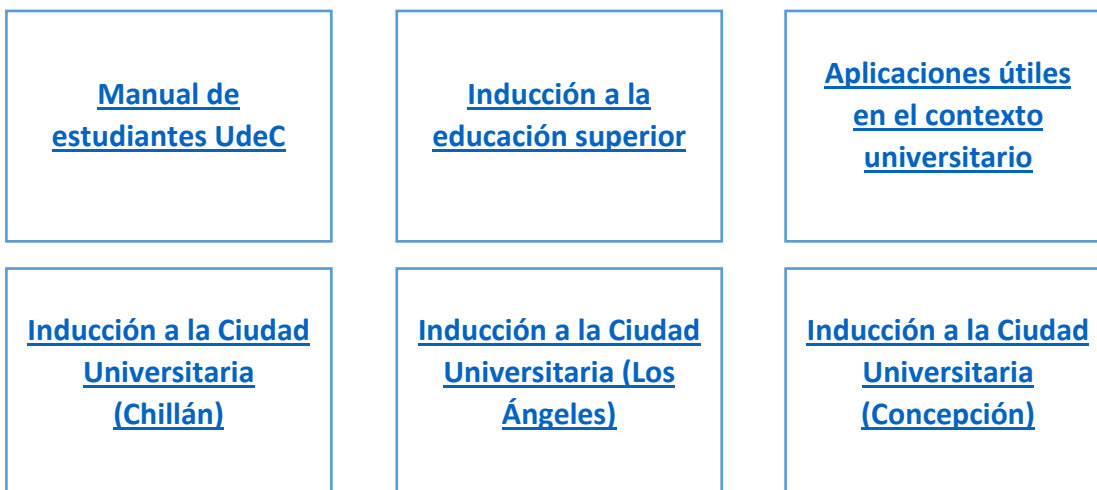 Manual de
estudiantes UdeC
Inducción a la
educación superior
Aplicaciones útiles
en el contexto
universitario
Inducción a la Ciudad
Universitaria
(Chillán)
Inducción a la Ciudad
Universitaria (Los
Ángeles)
Inducción a la Ciudad
Universitaria
(Concepción)